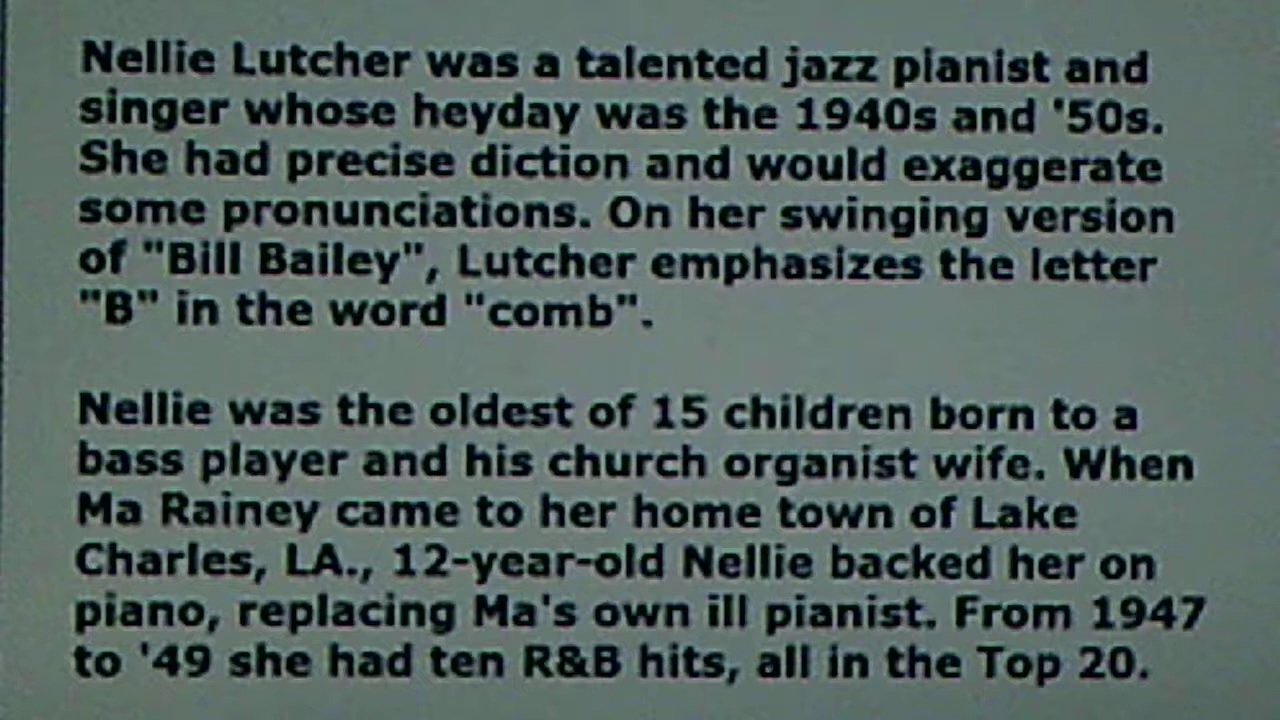 Nellie Lutcher was a talented jazz pianist and
singer whose heyday was the 1940s and '50s.
She had precise diction and would exaggerate
some pronunciations. On her swinging version
of "Bill Bailey", Lutcher emphasizes the letter
"B" in the word "comb".
Nellie was the oldest of 15 children born to a
bass player and his church organist wife. When
Ma Rainey came to her home town of Lake
Charles, LA., 12-year-old Nellie backed her on
piano, replacing Ma's own ill pianist. From 1947
to '49 she had ten R&B hits, all in the Top 20.